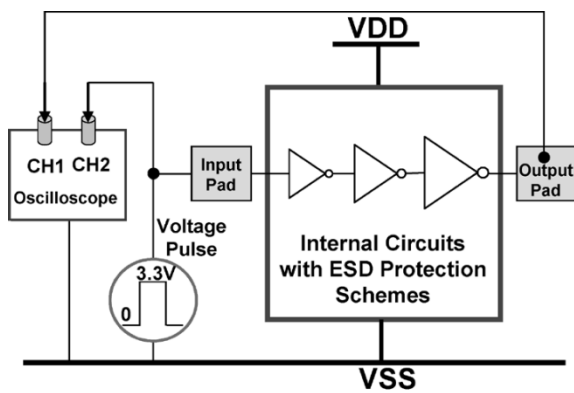 VDD
CH1 CH2
Oscilloscope
Voltage
Pulse
3.3V
0
Input
Pad
Internal Circuits
with ESD Protection
Schemes
Output
Pad
VSS